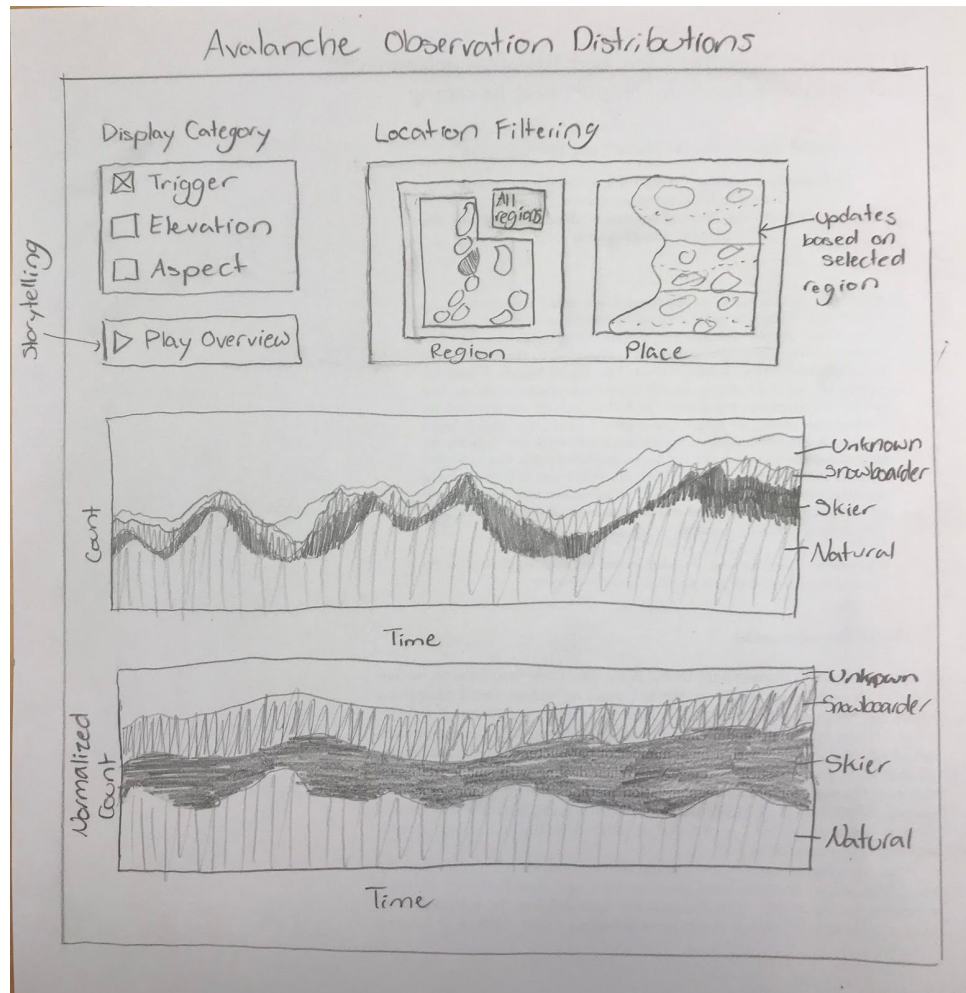 Avalanche Observation Distributions
Display Category
Trigger
Elevation
Aspect
Storytelling
Play Overview
Location Filtering
All
regions
Region
Place
updates
based on
selected
region
Count
Unknown
Snowboarder
Skier
Natural
Time
Normalized
Count
Unknown
Snowboarder
Skier
Natural
Time